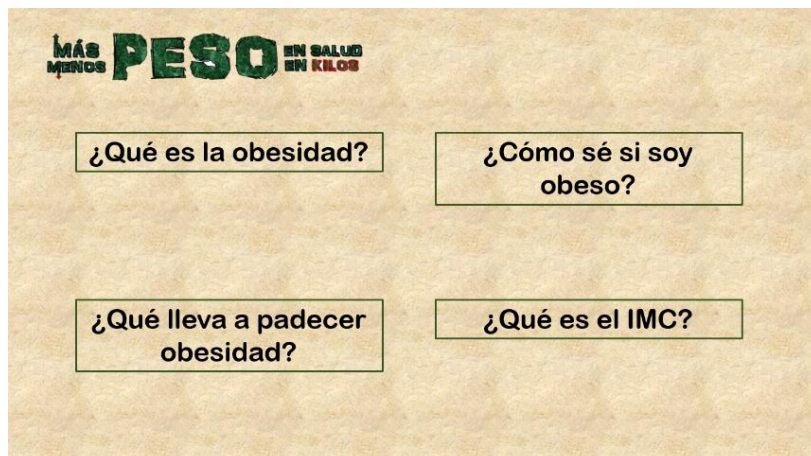 MÁS PESO EN SALUD
MENOS EN KILOS
¿Qué es la obesidad?
¿Cómo sé si soy
obeso?
¿Qué lleva a padecer
obesidad?
¿Qué es el IMC?